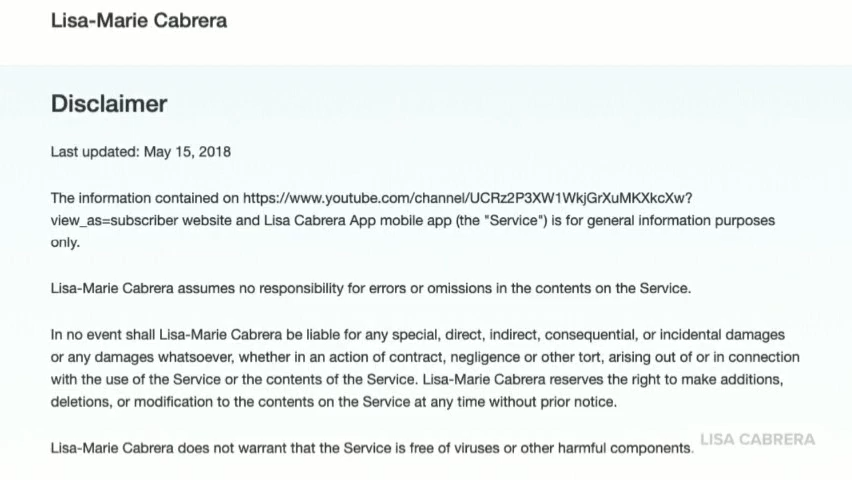 Lisa-Marie Cabrera
Disclaimer
Last updated: May 15, 2018
The information contained on https://www.youtube.com/channel/UCRz2P3XW1WkjGrXuMKXkcXw?
view_as=subscriber website and Lisa Cabrera App mobile app (the "Service") is for general information purposes
only.
Lisa-Marie Cabrera assumes no responsibility for errors or omissions in the contents on the Service.
In no event shall Lisa-Marie Cabrera be liable for any special, direct, indirect, consequential, or incidental damages
or any damages whatsoever, whether in an action of contract, negligence or other tort, arising out of or in connection
with the use of the Service or the contents of the Service. Lisa-Marie Cabrera reserves the right to make additions,
deletions, or modification to the contents on the Service at any time without prior notice.
Lisa-Marie Cabrera does not warrant that the Service is free of viruses or other harmful components.
LISA CABRERA